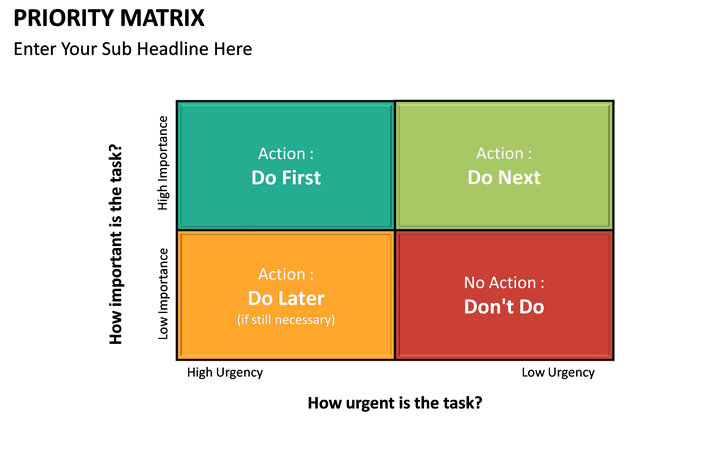 PRIORITY MATRIX
Enter Your Sub Headline Here
How important is the task?
High Importance
Action :
Do First
Action :
Do Next
Low Importance
Action :
Do Later
(if still necessary)
No Action :
Don't Do
High Urgency
Low Urgency
How urgent is the task?